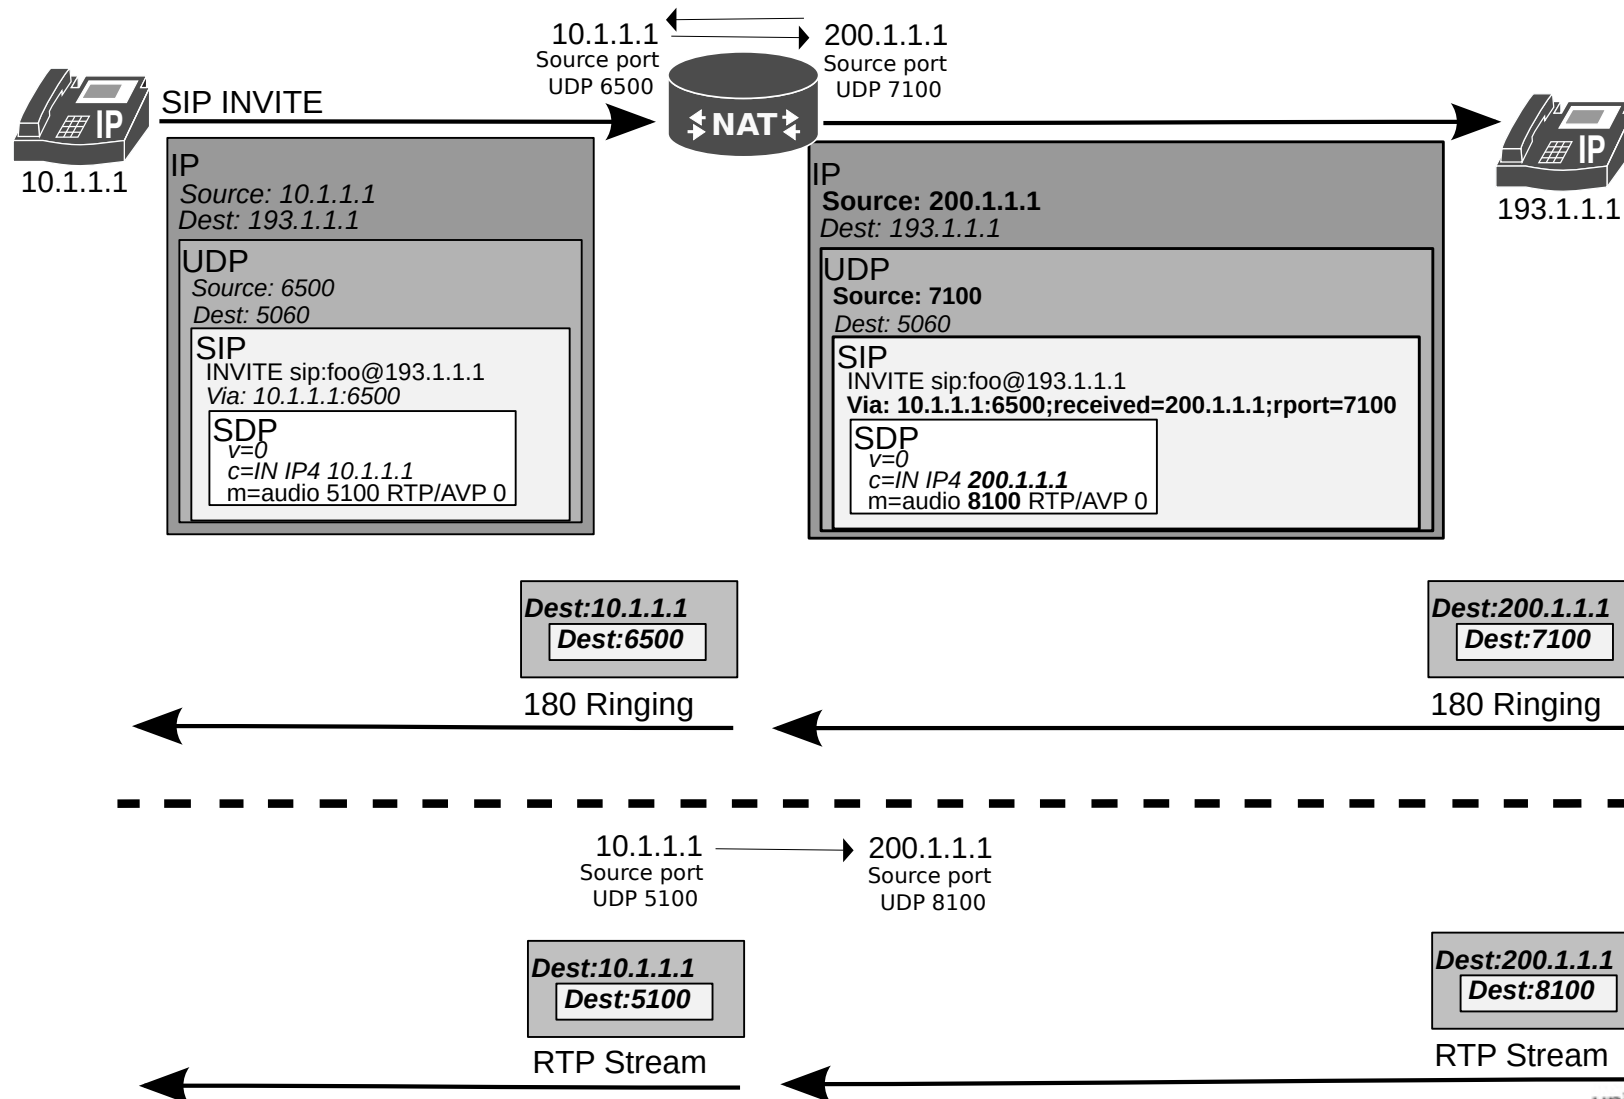 10.1.1.1
Source port
UDP 6500
200.1.1.1
Source port
UDP 7100
IP
10.1.1.1
SIP INVITE
NAT
IP
193.1.1.1
IP
Source: 10.1.1.1
Dest: 193.1.1.1
UDP
Source: 6500
Dest: 5060
SIP
INVITE sip:foo@193.1.1.1
Via: 10.1.1.1:6500
SDP
v=0
c=IN IP4 10.1.1.1
m=audio 5100 RTP/AVP 0
IP
Source: 200.1.1.1
Dest: 193.1.1.1
UDP
Source: 7100
Dest: 5060
SIP
INVITE sip:foo@193.1.1.1
Via: 10.1.1.1:6500;received=200.1.1.1;rport=7100
SDP
v=0
c=IN IP4 200.1.1.1
m=audio 8100 RTP/AVP 0
Dest:10.1.1.1
Dest:6500
180 Ringing
Dest:200.1.1.1
Dest:7100
180 Ringing
10.1.1.1
Source port
UDP 5100
200.1.1.1
Source port
UDP 8100
Dest:10.1.1.1
Dest:5100
RTP Stream
Dest:200.1.1.1
Dest:8100
RTP Stream